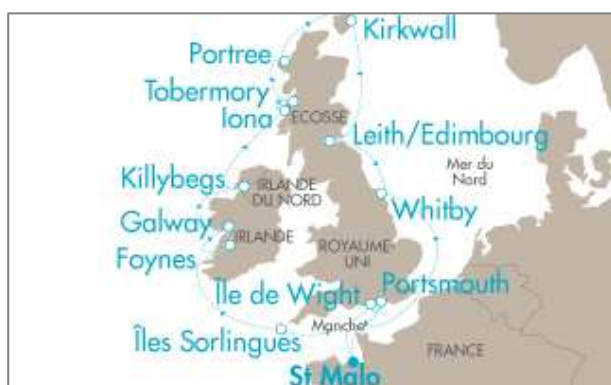 Kirkwall
Portree
Tobermory
Iona
ECOSSE
Leith/Edimbourg
Mer du
Nord
Killybegs
IRLANDE
DU NORD
Whitby
Galway
IRLANDE
Foynes
ROYAUME-
UNI
Île de Wight
Portsmouth
Manche
Îles Sorlingues
FRANCE
St Malo